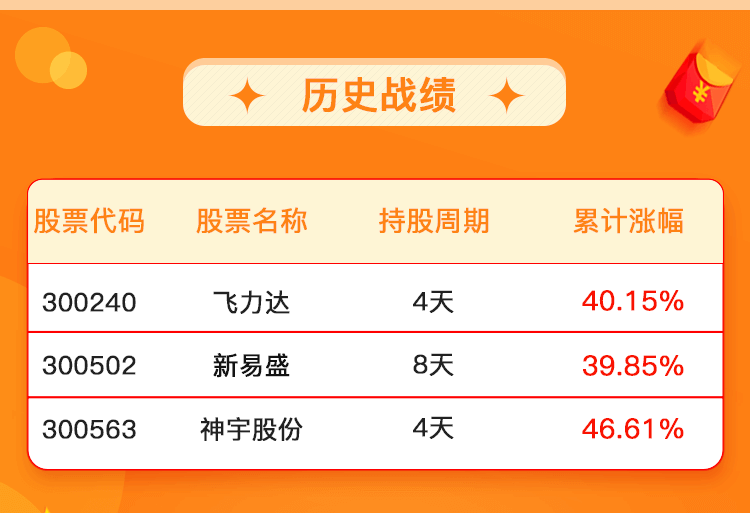 历史战绩
¥
股票代码 股票名称 持股周期 累计涨幅
300240 飞力达 4天 40.15%
300502 新易盛 8天 39.85%
300563 神宇股份 4天 46.61%